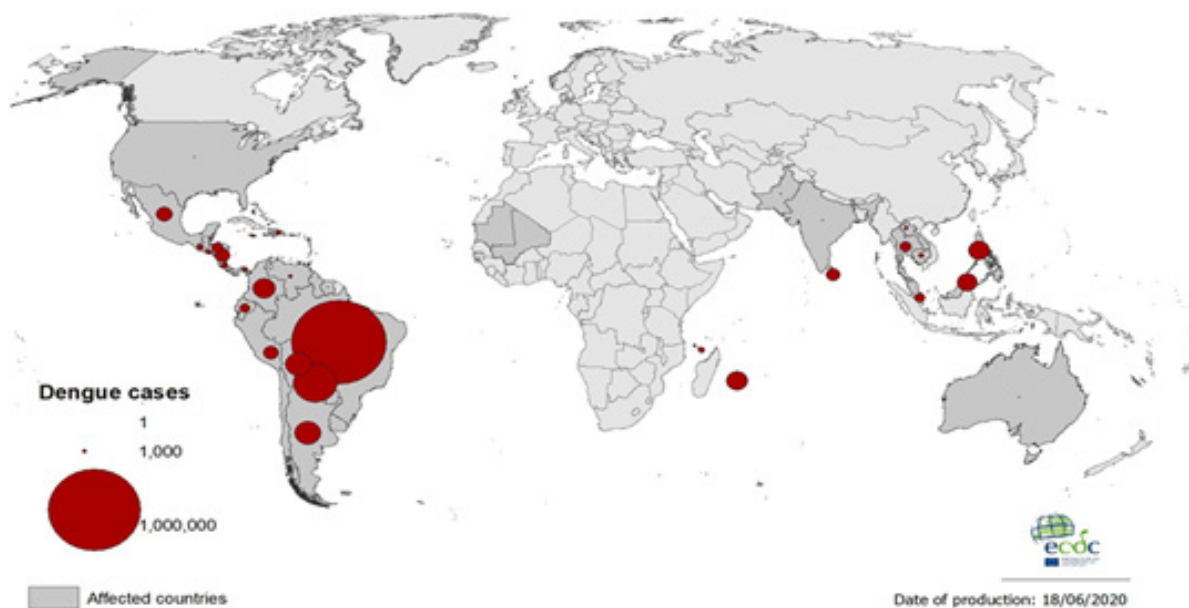 Dengue cases
1
1,000
1,000,000
Affected countries
ecdc
Date of production: 18/06/2020